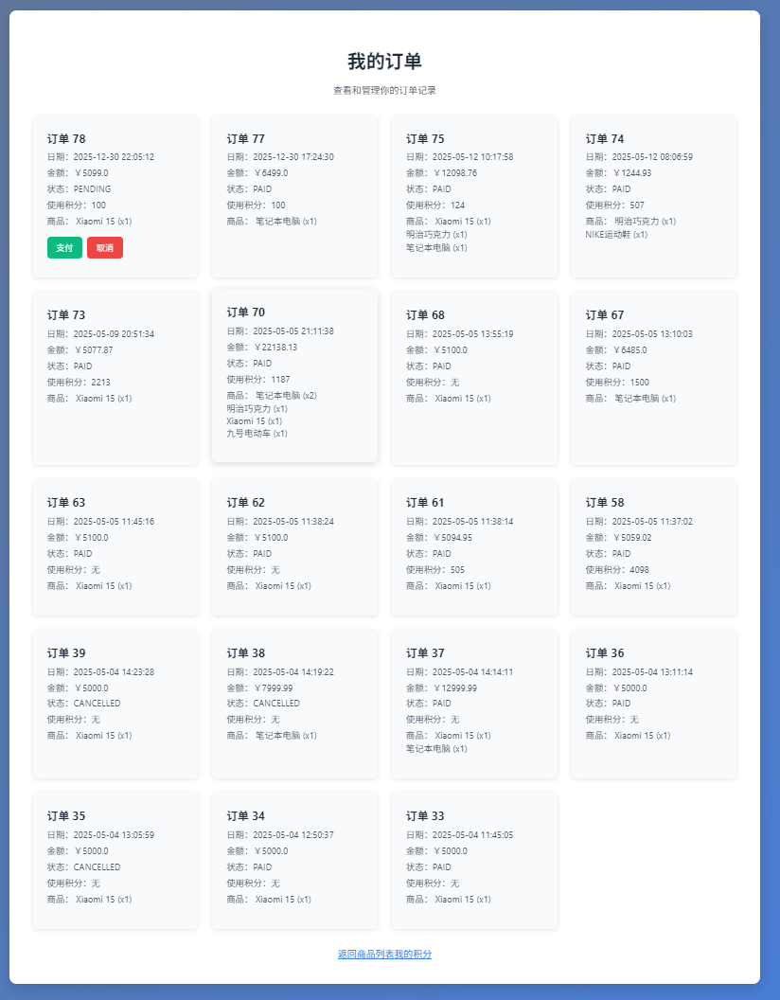 我的订单
查看和管理你的订单记录
订单 78
日期：2025-12-30 22:05:12
金额：￥5099.0
状态：PENDING
使用积分：100
商品： Xiaomi 15 (x1)
支付 取消
订单 77
日期：2025-12-30 17:24:30
金额：￥6499.0
状态：PAID
使用积分：100
商品： 笔记本电脑 (x1)
订单 75
日期：2025-05-12 10:17:58
金额：￥12098.76
状态：PAID
使用积分：124
商品： Xiaomi 15 (x1)
明治巧克力 (x1)
笔记本电脑 (x1)
订单 74
日期：2025-05-12 08:06:59
金额：￥1244.93
状态：PAID
使用积分：507
商品： 明治巧克力 (x1)
NIKE运动鞋 (x1)
订单 73
日期：2025-05-09 20:51:34
金额：￥5077.87
状态：PAID
使用积分：2213
商品： Xiaomi 15 (x1)
订单 70
日期：2025-05-05 21:11:38
金额：￥22138.13
状态：PAID
使用积分：1187
商品： 笔记本电脑 (x2)
明治巧克力 (x1)
Xiaomi 15 (x1)
九号电动车 (x1)
订单 68
日期：2025-05-05 13:55:19
金额：￥5100.0
状态：PAID
使用积分：无
商品： Xiaomi 15 (x1)
订单 67
日期：2025-05-05 13:10:03
金额：￥6485.0
状态：PAID
使用积分：1500
商品： 笔记本电脑 (x1)
订单 63
日期：2025-05-05 11:45:16
金额：￥5100.0
状态：PAID
使用积分：无
商品： Xiaomi 15 (x1)
订单 62
日期：2025-05-05 11:38:24
金额：￥5100.0
状态：PAID
使用积分：无
商品： Xiaomi 15 (x1)
订单 61
日期：2025-05-05 11:38:14
金额：￥5094.95
状态：PAID
使用积分：505
商品： Xiaomi 15 (x1)
订单 58
日期：2025-05-05 11:37:02
金额：￥5059.02
状态：PAID
使用积分：4098
商品： Xiaomi 15 (x1)
订单 39
日期：2025-05-04 14:23:28
金额：￥5000.0
状态：CANCELLED
使用积分：无
商品： Xiaomi 15 (x1)
订单 38
日期：2025-05-04 14:19:22
金额：￥7999.99
状态：CANCELLED
使用积分：无
商品： 笔记本电脑 (x1)
订单 37
日期：2025-05-04 14:14:11
金额：￥12999.99
状态：PAID
使用积分：无
商品： Xiaomi 15 (x1)
笔记本电脑 (x1)
订单 36
日期：2025-05-04 13:11:14
金额：￥5000.0
状态：PAID
使用积分：无
商品： Xiaomi 15 (x1)
订单 35
日期：2025-05-04 13:05:59
金额：￥5000.0
状态：CANCELLED
使用积分：无
商品： Xiaomi 15 (x1)
订单 34
日期：2025-05-04 12:50:37
金额：￥5000.0
状态：PAID
使用积分：无
商品： Xiaomi 15 (x1)
订单 33
日期：2025-05-04 11:45:05
金额：￥5000.0
状态：PAID
使用积分：无
商品： Xiaomi 15 (x1)
返回商品列表我的积分